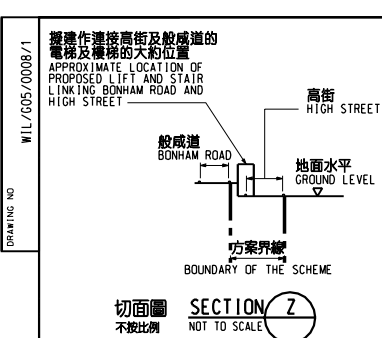 WIL/G05/0008/1
DRAWING NO
擬建作連接高街及般咸道的
電梯及樓梯的大約位置
APPROXIMATE LOCATION OF
PROPOSED LIFT AND STAIR
LINKING BONHAM ROAD AND
HIGH STREET
高街
HIGH STREET
般咸道
BONHAM ROAD
地面水平
GROUND LEVEL
方案界線
BOUNDARY OF THE SCHEME
切面圖 SECTION Z
不按比例 NOT TO SCALE